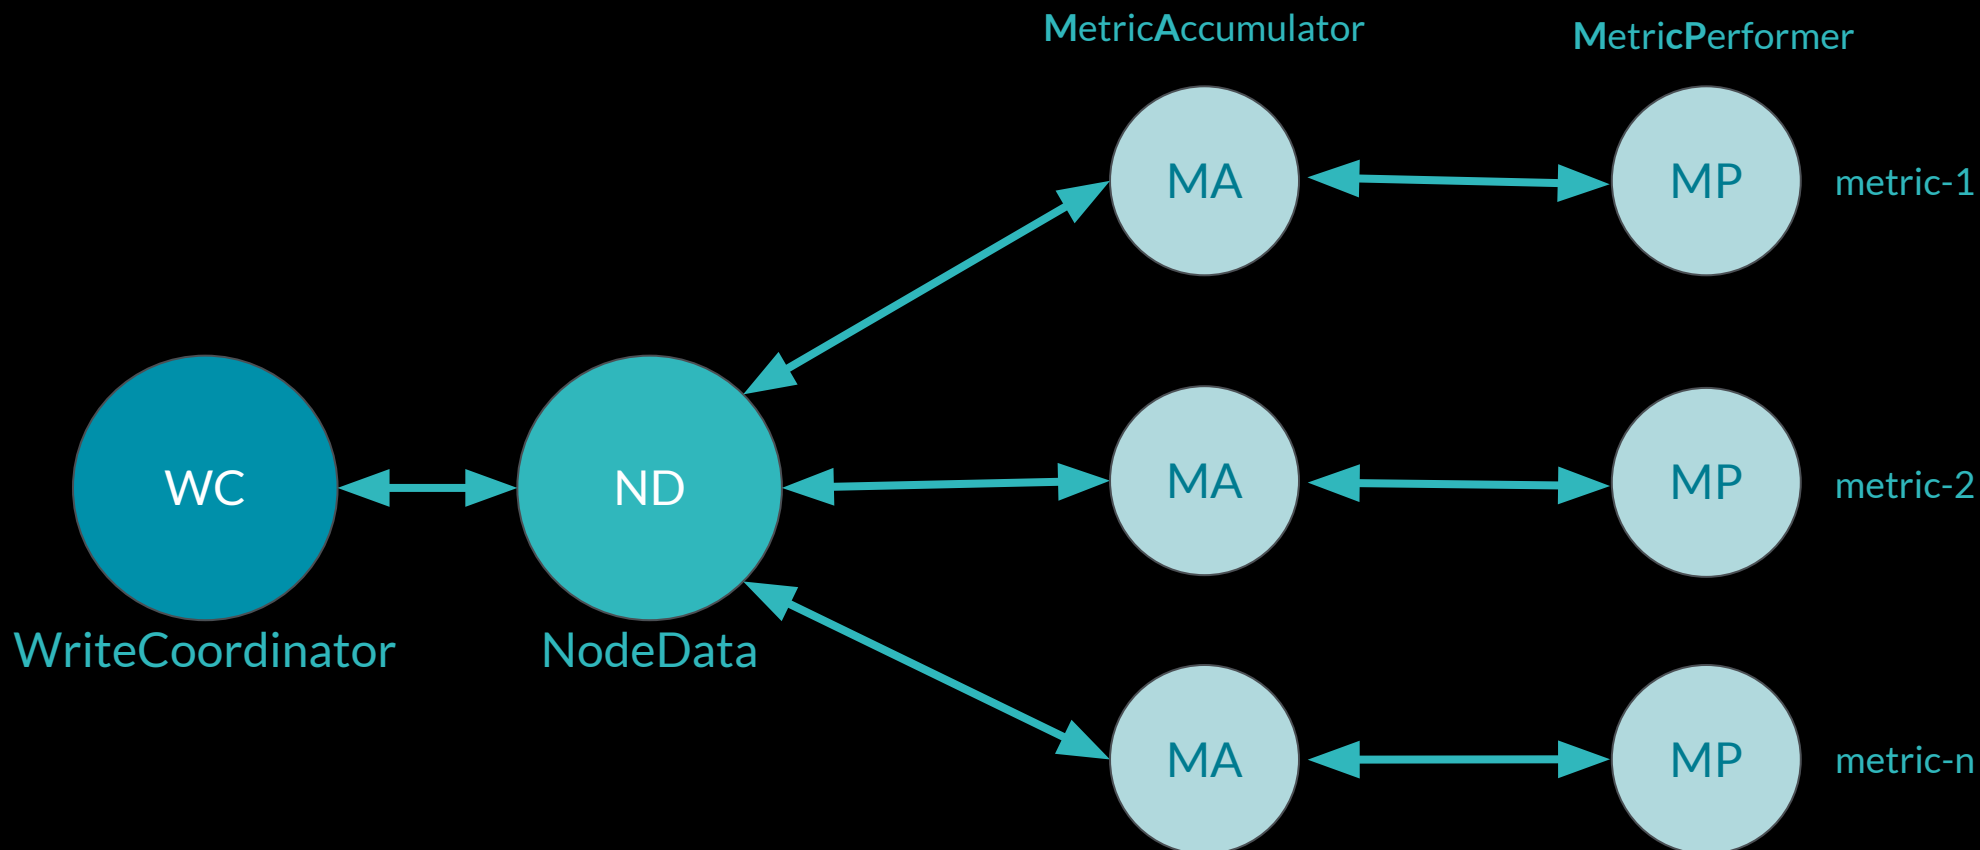 MetricAccumulator
MetricPerformer
MA
MP
metric-1
WC
ND
MA
MP
metric-2
WriteCoordinator
NodeData
MA
MP
metric-n